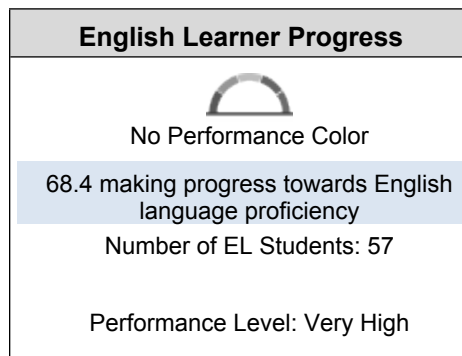 English Learner Progress
No Performance Color
68.4 making progress towards English
language proficiency
Number of EL Students: 57
Performance Level: Very High